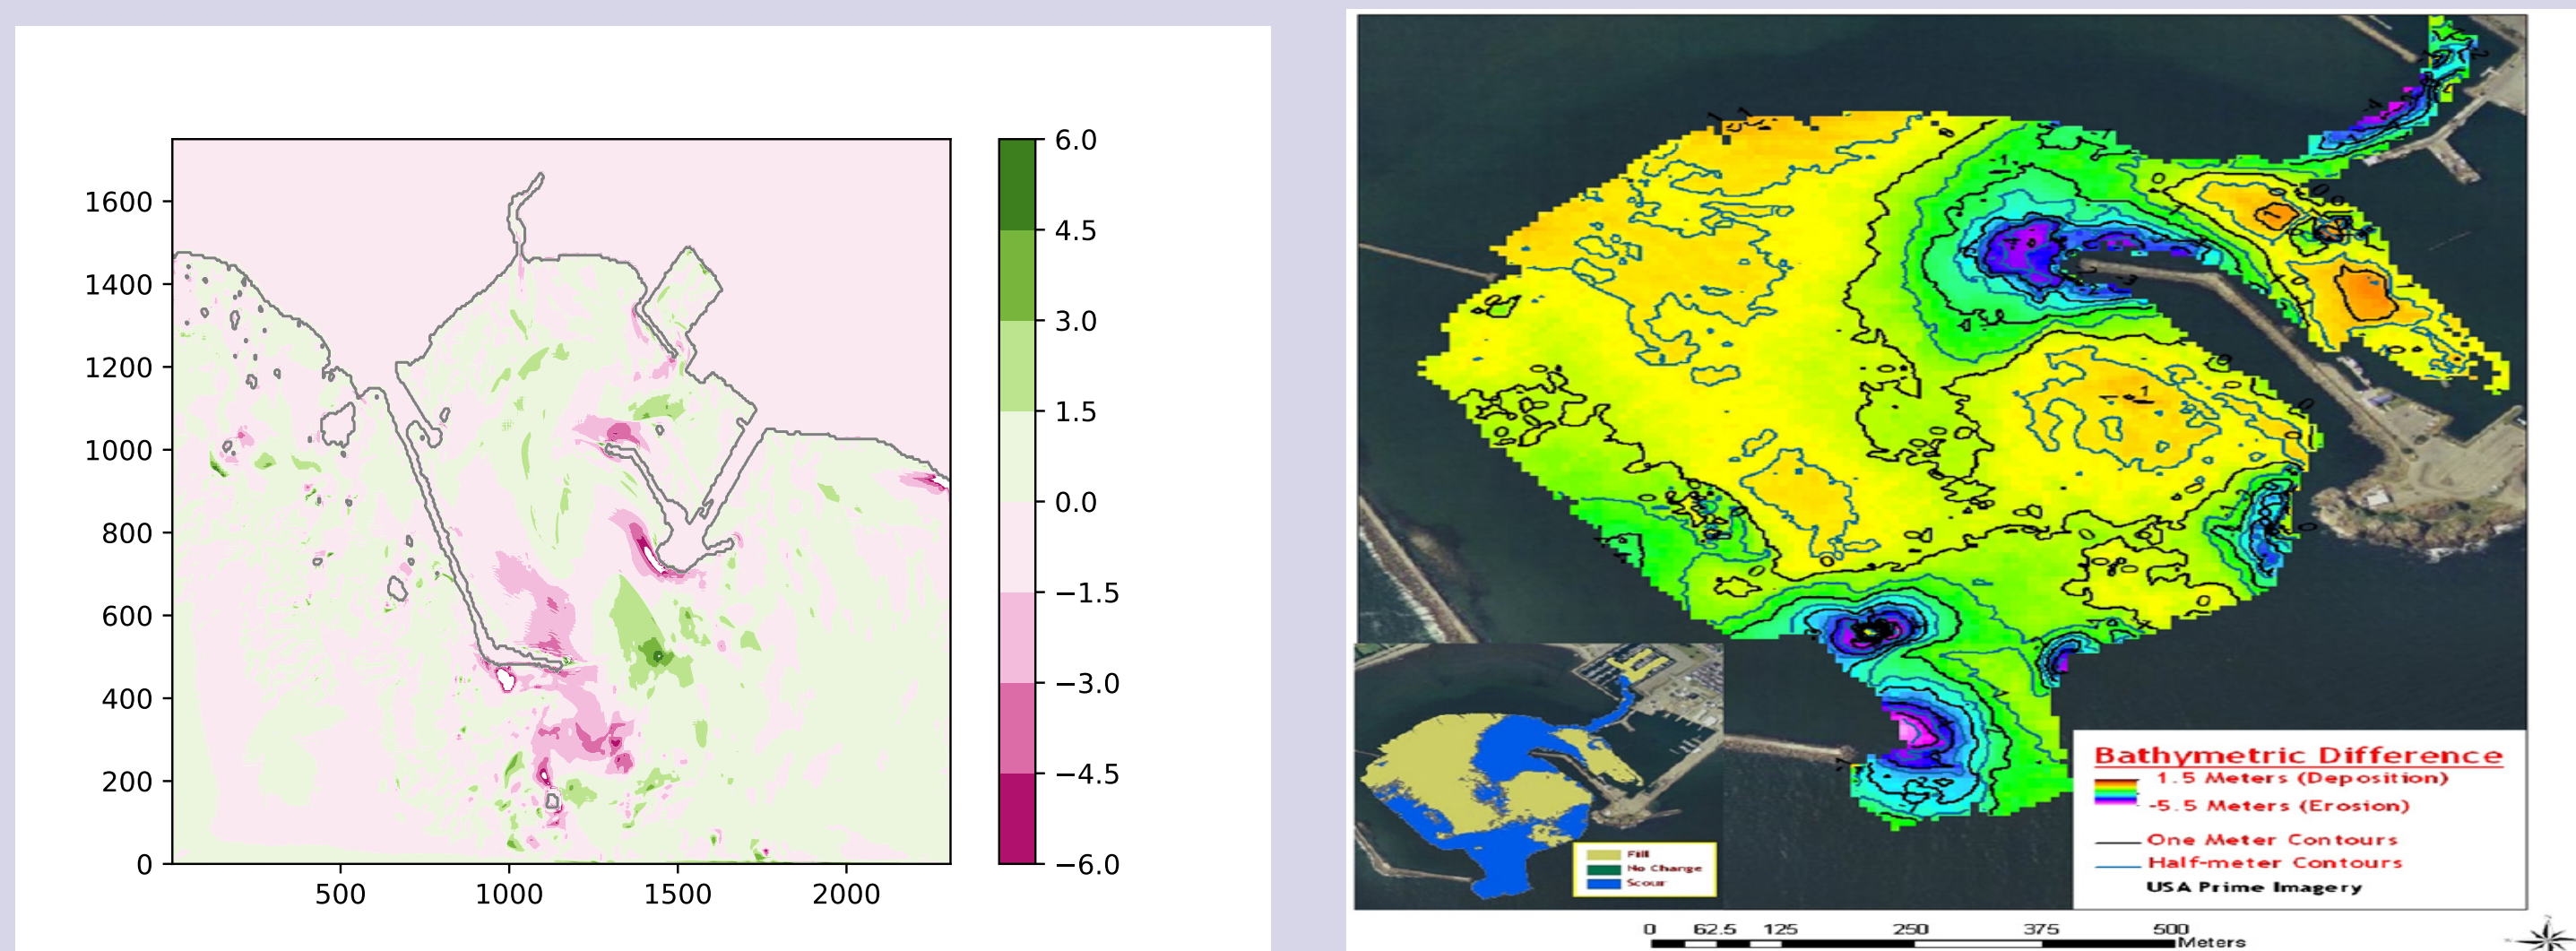 1600
1400
1200
1000
800
600
400
200
0
500
1000
1500
2000
6.0
4.5
3.0
1.5
0.0
−1.5
−3.0
−4.5
−6.0
Bathymetric Difference
1.5 Meters (Deposition)
-5.5 Meters (Erosion)
One Meter Contours
Half-meter Contours
USA Prime Imagery
Fill
No Change
Scour
0 62.5 125 250 375 500
Meters